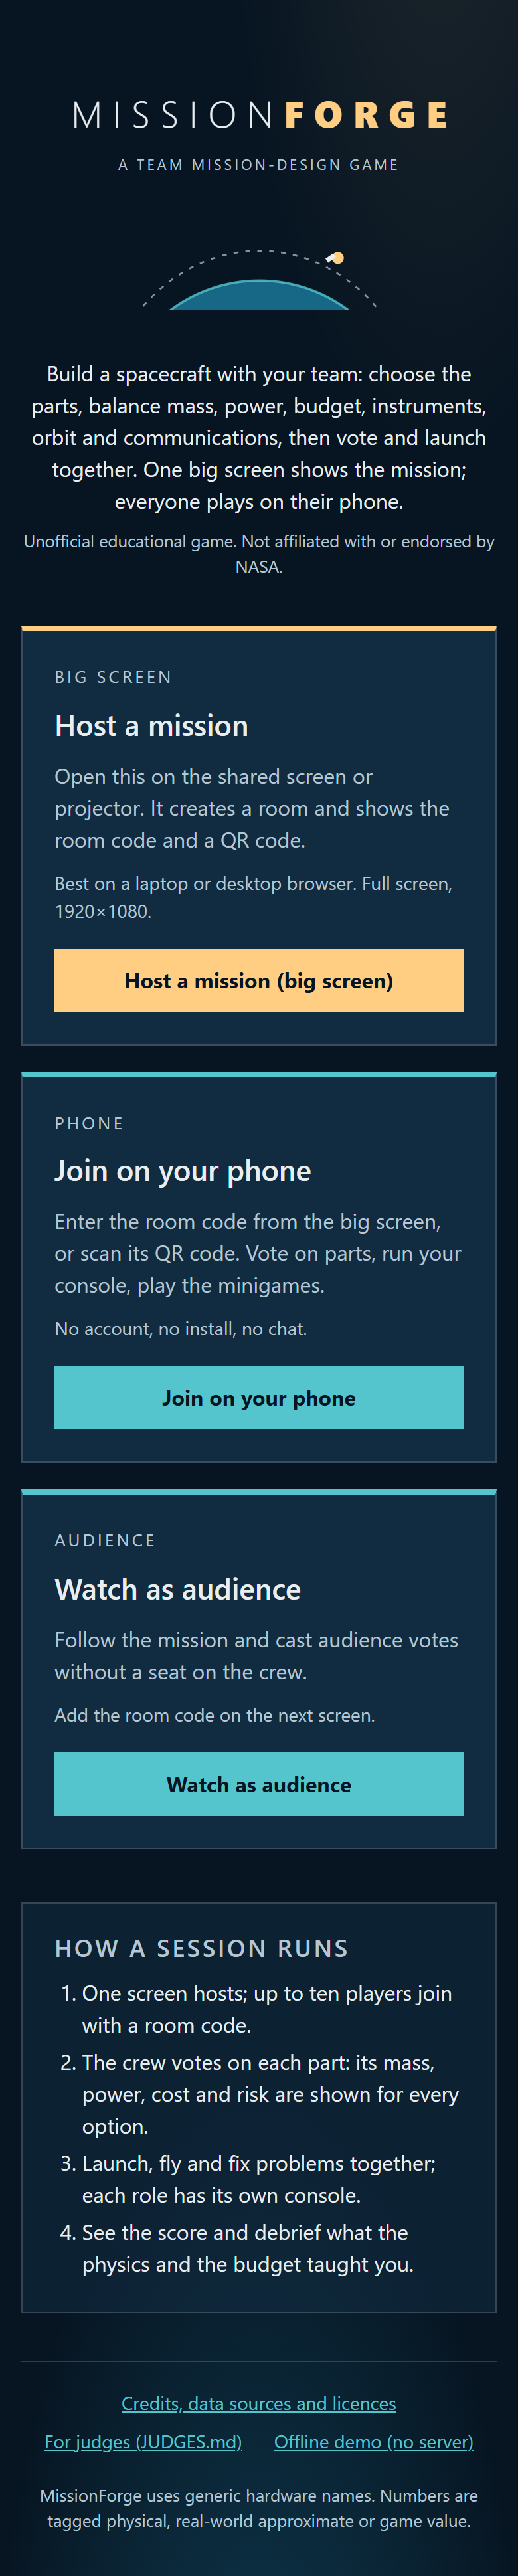 MISSIONFORGE
A TEAM MISSION-DESIGN GAME
Build a spacecraft with your team: choose the
parts, balance mass, power, budget, instruments,
orbit and communications, then vote and launch
together. One big screen shows the mission;
everyone plays on their phone.
Unofficial educational game. Not affiliated with or endorsed by
NASA.
BIG SCREEN
Host a mission
Open this on the shared screen or
projector. It creates a room and shows the
room code and a QR code.
Best on a laptop or desktop browser. Full screen,
1920×1080.
Host a mission (big screen)
PHONE
Join on your phone
Enter the room code from the big screen,
or scan its QR code. Vote on parts, run your
console, play the minigames.
No account, no install, no chat.
Join on your phone
AUDIENCE
Watch as audience
Follow the mission and cast audience votes
without a seat on the crew.
Add the room code on the next screen.
Watch as audience
HOW A SESSION RUNS
1. One screen hosts; up to ten players join
with a room code.
2. The crew votes on each part: its mass,
power, cost and risk are shown for every
option.
3. Launch, fly and fix problems together;
each role has its own console.
4. See the score and debrief what the
physics and the budget taught you.
Credits, data sources and licences
For judges (JUDGES.md) Offline demo (no server)
MissionForge uses generic hardware names. Numbers are
tagged physical, real-world approximate or game value.